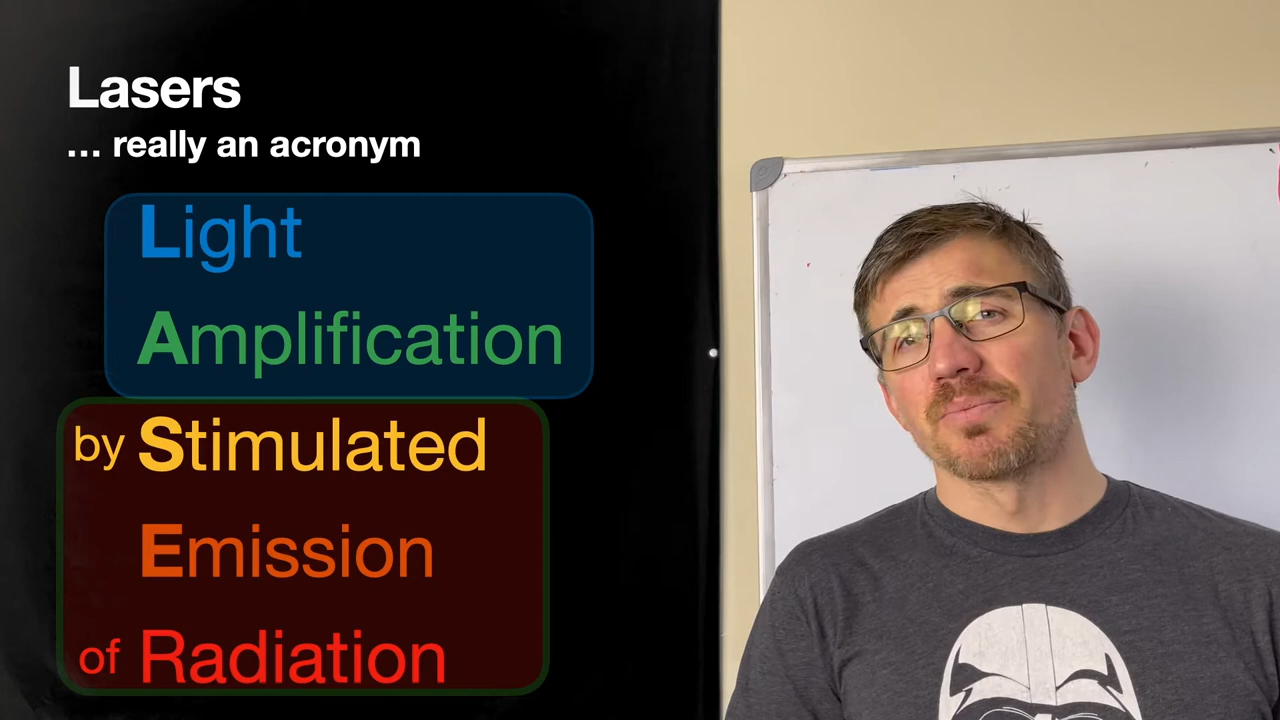 Lasers
... really an acronym
Light
Amplification
by Stimulated
Emission
of Radiation